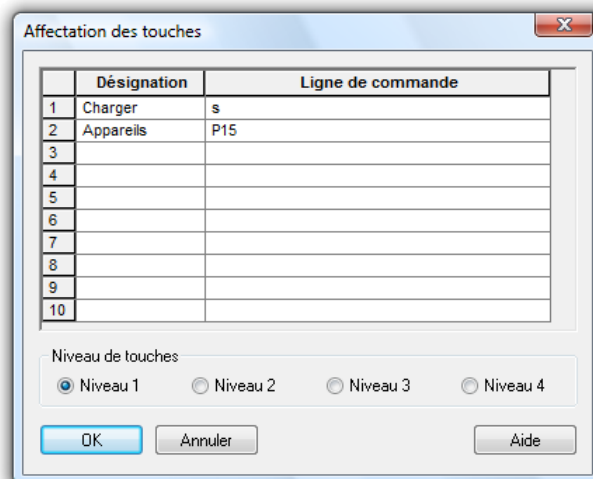 Affectation des touches
Désignation Ligne de commande
1 Charger s
2 Appareils P15
3
4
5
6
7
8
9
10
Niveau de touches
Niveau 1 Niveau 2 Niveau 3 Niveau 4
OK Annuler Aide